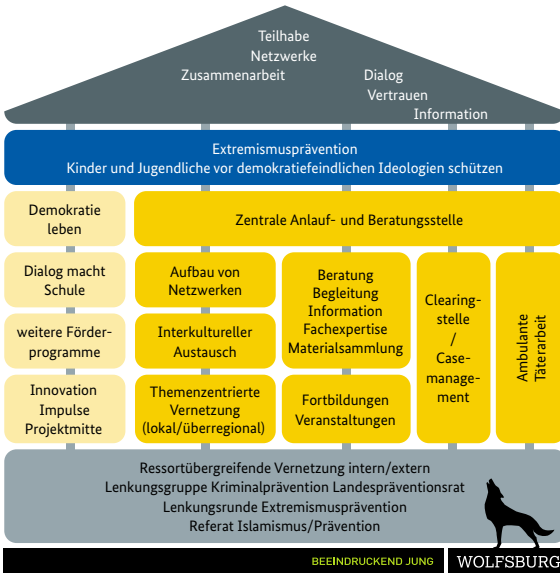 Teilhabe
Netzwerke
Zusammenarbeit
Dialog
Vertrauen
Information
Extremismusprävention
Kinder und Jugendliche vor demokratiefeindlichen Ideologien schützen
Demokratie
leben
Zentrale Anlauf- und Beratungsstelle
Dialog macht
Schule
weitere Förder-
programme
Innovation
Impulse
Projektmitte
Aufbau von
Netzwerken
Interkultureller
Austausch
Themenzentrierte
Vernetzung
(lokal/überregional)
Beratung
Begleitung
Information
Fachexpertise
Materialsammlung
Fortbildungen
Veranstaltungen
Clearing-
stelle
/
Case-
manage-
ment
Ambulante
Täterarbeit
Ressortübergreifende Vernetzung intern/extern
Lenkungsgruppe Kriminalprävention Landespräventionsrat
Lenkungsrunde Extremismusprävention
Referat Islamismus/Prävention
BEEINDRUCKEND JUNG
WOLFSBURG